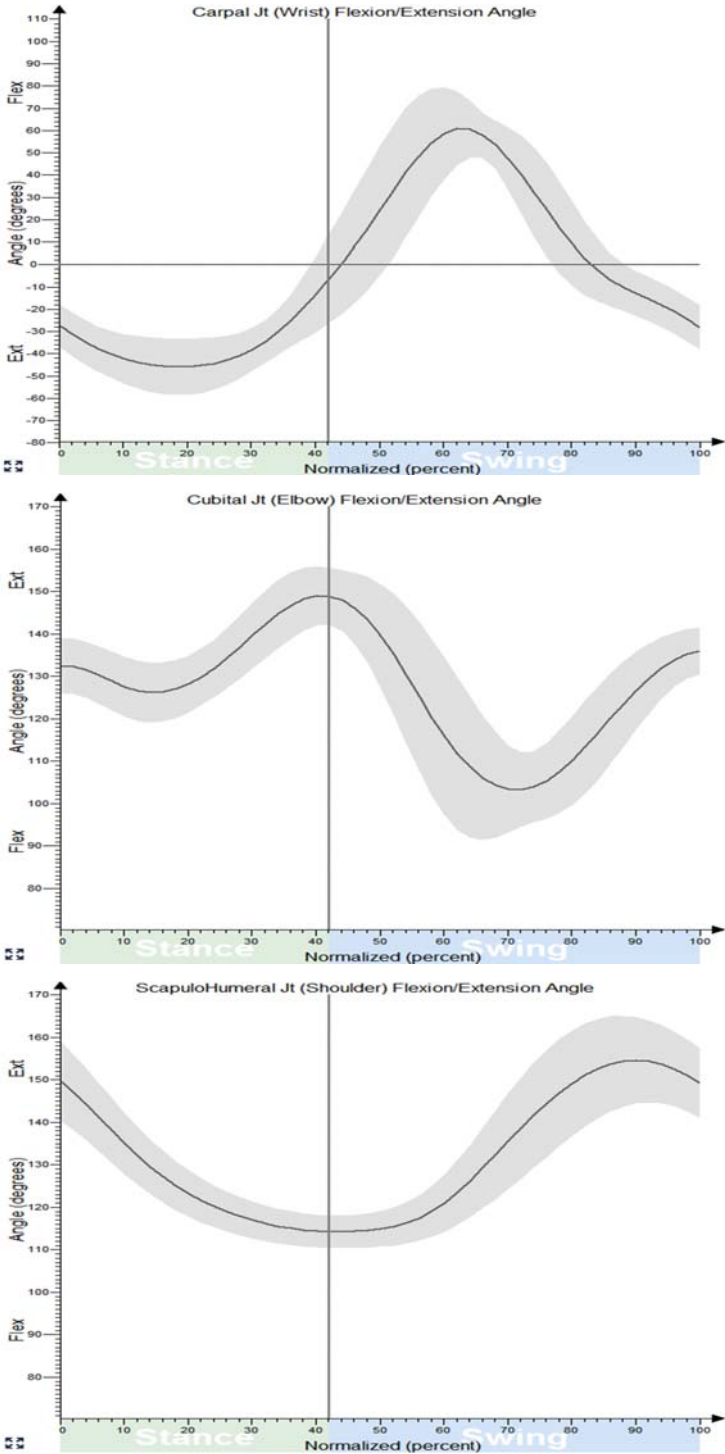 Carpal Jt (Wrist) Flexion/Extension Angle
110
100
90
80
70
60
50
40
30
20
10
0
-10
-20
-30
-40
-50
-60
-70
-80
Flex
Angle (degrees)
Ext
0 10 20 30 40 50 60 70 80 90 100
Stance Swing
Normalized (percent)
Cubital Jt (Elbow) Flexion/Extension Angle
170
160
150
140
130
120
110
100
90
80
Ext
Angle (degrees)
Flex
0 10 20 30 40 50 60 70 80 90 100
Stance Swing
Normalized (percent)
ScapuloHumeral Jt (Shoulder) Flexion/Extension Angle
170
160
150
140
130
120
110
100
90
80
Ext
Angle (degrees)
Flex
0 10 20 30 40 50 60 70 80 90 100
Stance Swing
Normalized (percent)